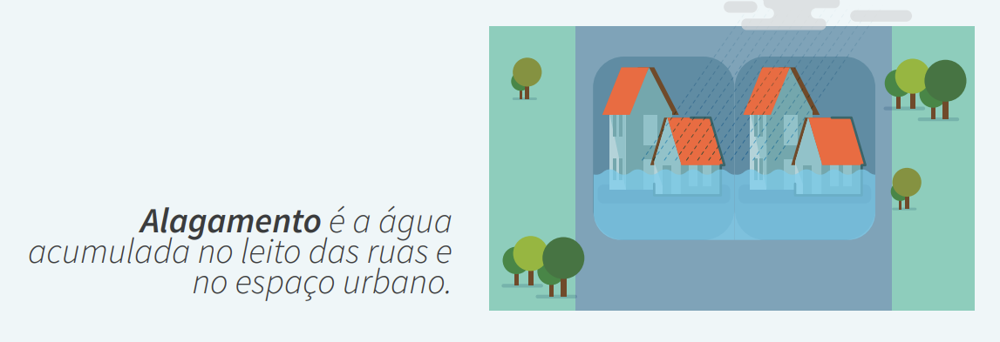 Alagamento é a água
acumulada no leito das ruas e
no espaço urbano.